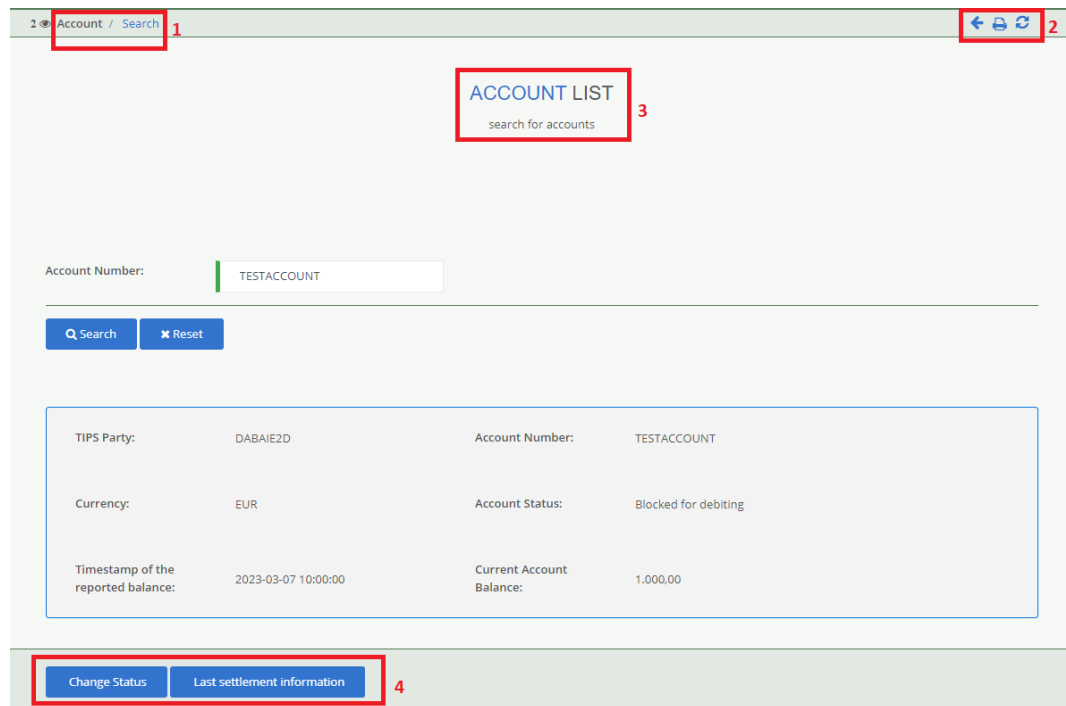 2 Account / Search 1 2
ACCOUNT LIST
search for accounts
3
Account Number: TESTACCOUNT
Search Reset
TIPS Party: DABAIE2D Account Number: TESTACCOUNT
Currency: EUR Account Status: Blocked for debiting
Timestamp of the
reported balance: 2023-03-07 10:00:00 Current Account
Balance: 1.000,00
Change Status Last settlement information 4